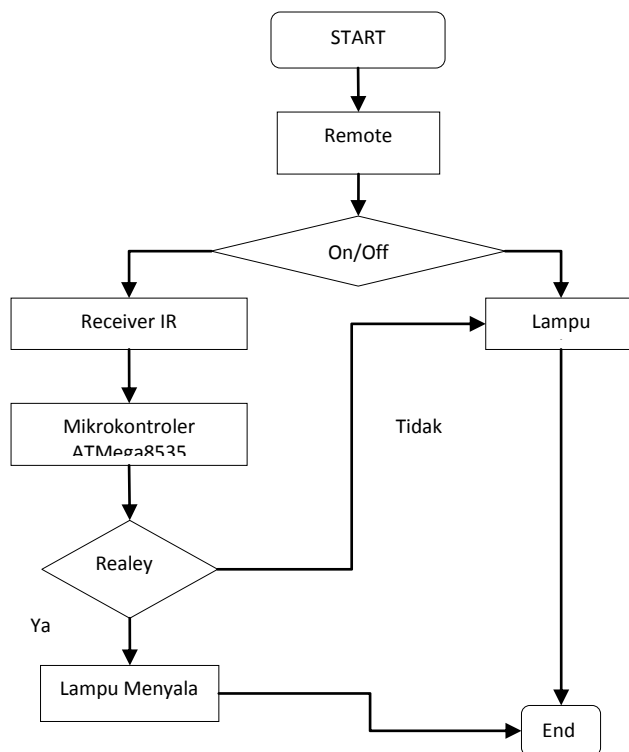 START
Remote
On/Off
Receiver IR
Lampu
Mikrokontroler
ATMega8535
Tidak
Realey
Ya
Lampu Menyala
End